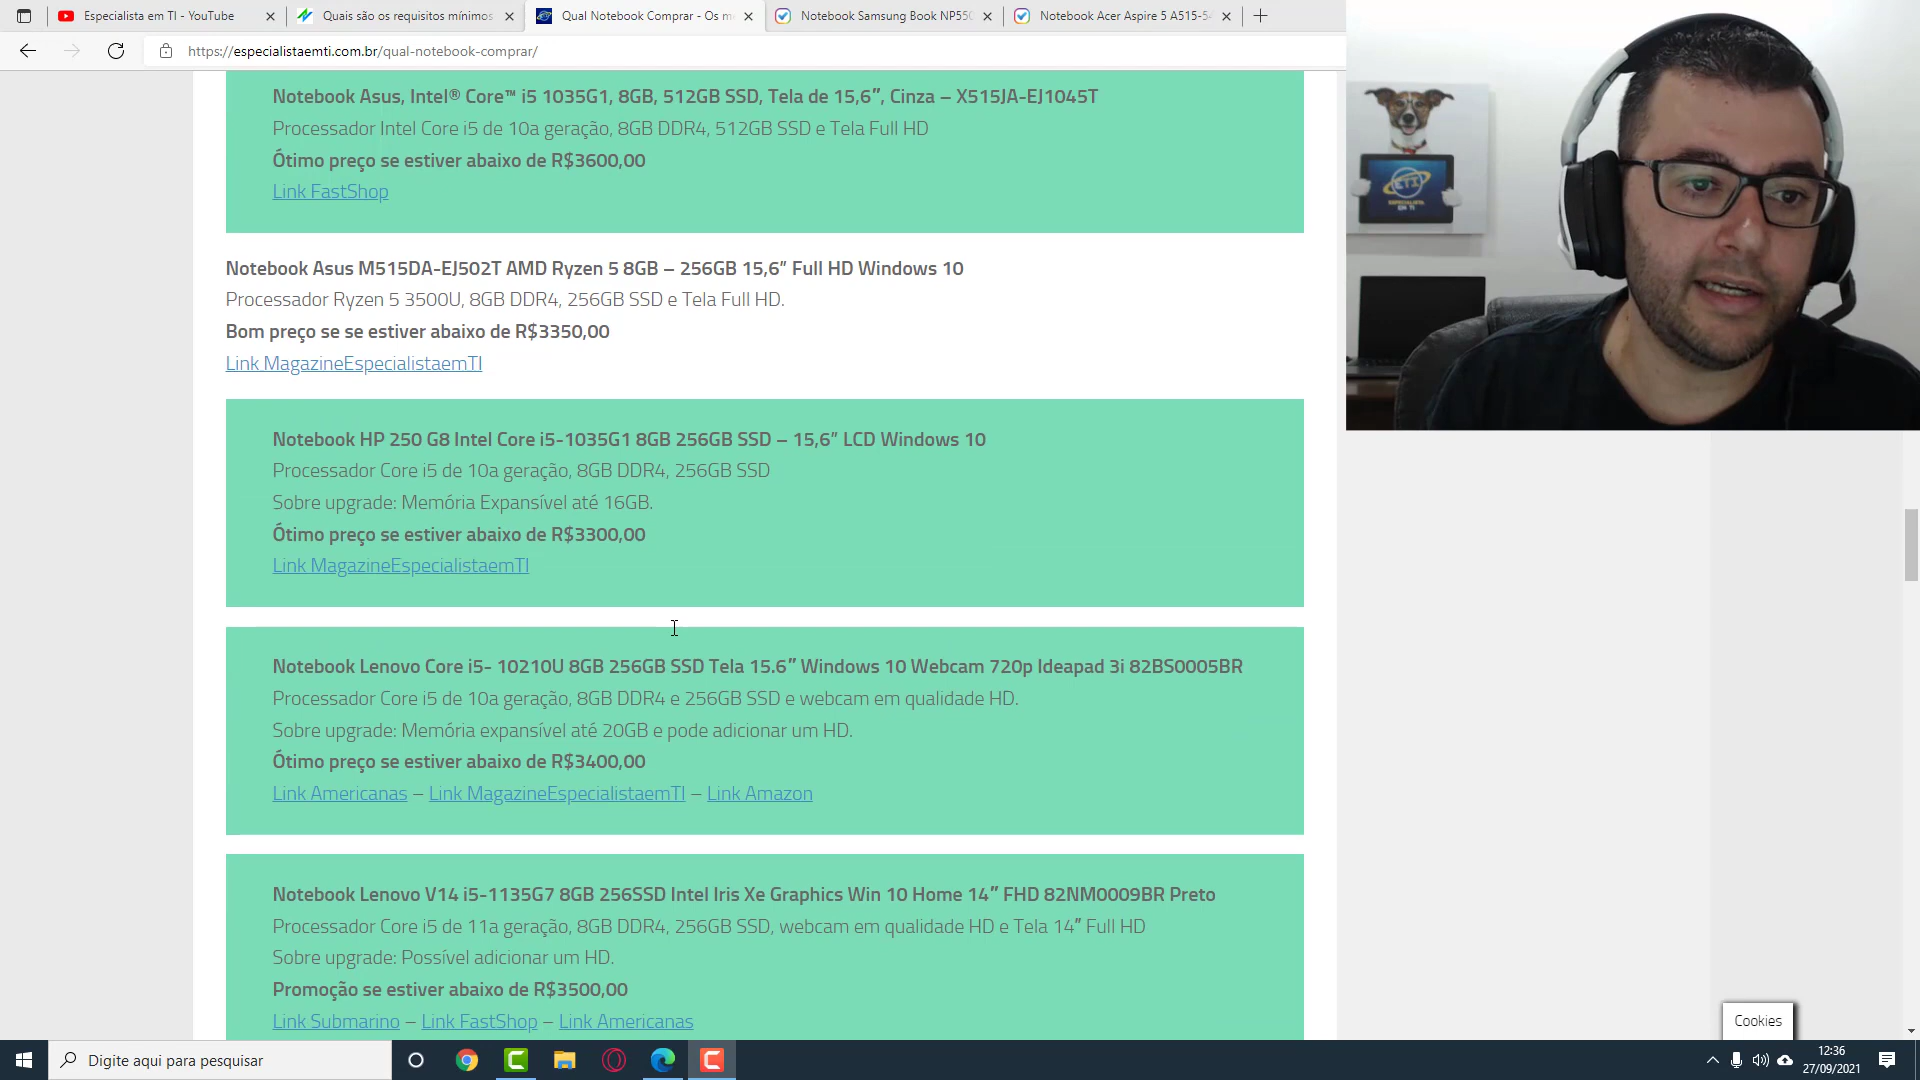 Especialista em TI - YouTube
Quais são os requisitos mínimos
Qual Notebook Comprar - Os m
Notebook Samsung Book NP550
Notebook Acer Aspire 5 A515-5
https://especialistaemti.com.br/qual-notebook-comprar/
Notebook Asus, Intel® Core™ i5 1035G1, 8GB, 512GB SSD, Tela de 15,6″, Cinza – X515JA-EJ1045T
Processador Intel Core i5 de 10a geração, 8GB DDR4, 512GB SSD e Tela Full HD
Ótimo preço se estiver abaixo de R$3600,00
Link FastShop
Notebook Asus M515DA-EJ502T AMD Ryzen 5 8GB – 256GB 15,6” Full HD Windows 10
Processador Ryzen 5 3500U, 8GB DDR4, 256GB SSD e Tela Full HD.
Bom preço se se estiver abaixo de R$3350,00
Link MagazineEspecialistaemTI
Notebook HP 250 G8 Intel Core i5-1035G1 8GB 256GB SSD – 15,6” LCD Windows 10
Processador Core i5 de 10a geração, 8GB DDR4, 256GB SSD
Sobre upgrade: Memória Expansível até 16GB.
Ótimo preço se estiver abaixo de R$3300,00
Link MagazineEspecialistaemTI
Notebook Lenovo Core i5- 10210U 8GB 256GB SSD Tela 15.6″ Windows 10 Webcam 720p Ideapad 3i 82BS0005BR
Processador Core i5 de 10a geração, 8GB DDR4 e 256GB SSD e webcam em qualidade HD.
Sobre upgrade: Memória expansível até 20GB e pode adicionar um HD.
Ótimo preço se estiver abaixo de R$3400,00
Link Americanas – Link MagazineEspecialistaemTI – Link Amazon
Notebook Lenovo V14 i5-1135G7 8GB 256SSD Intel Iris Xe Graphics Win 10 Home 14″ FHD 82NM0009BR Preto
Processador Core i5 de 11a geração, 8GB DDR4, 256GB SSD, webcam em qualidade HD e Tela 14″ Full HD
Sobre upgrade: Possível adicionar um HD.
Promoção se estiver abaixo de R$3500,00
Link Submarino – Link FastShop – Link Americanas
ETI
ESPECIALISTA
EM TI
Cookies
Digite aqui para pesquisar
12:36
27/09/2021